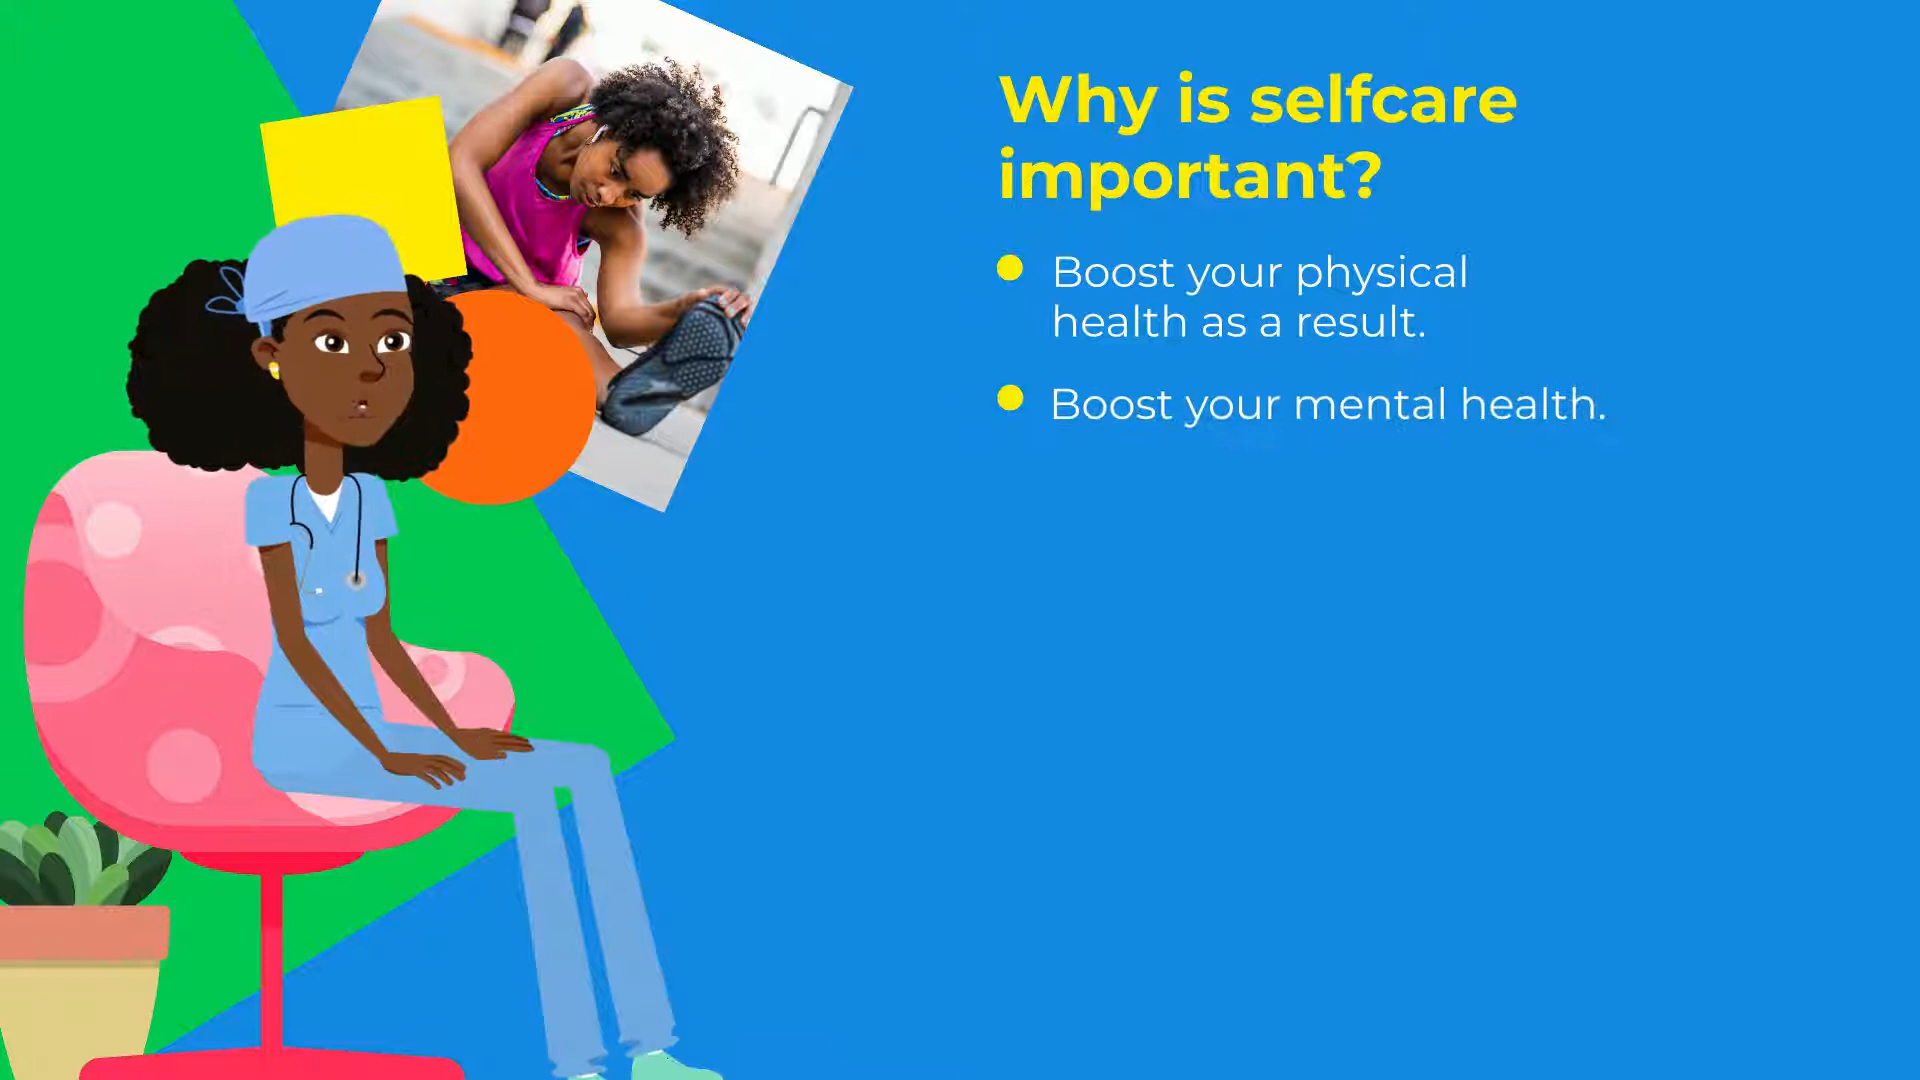 Why is selfcare
important?
Boost your physical
health as a result.
Boost your mental health.